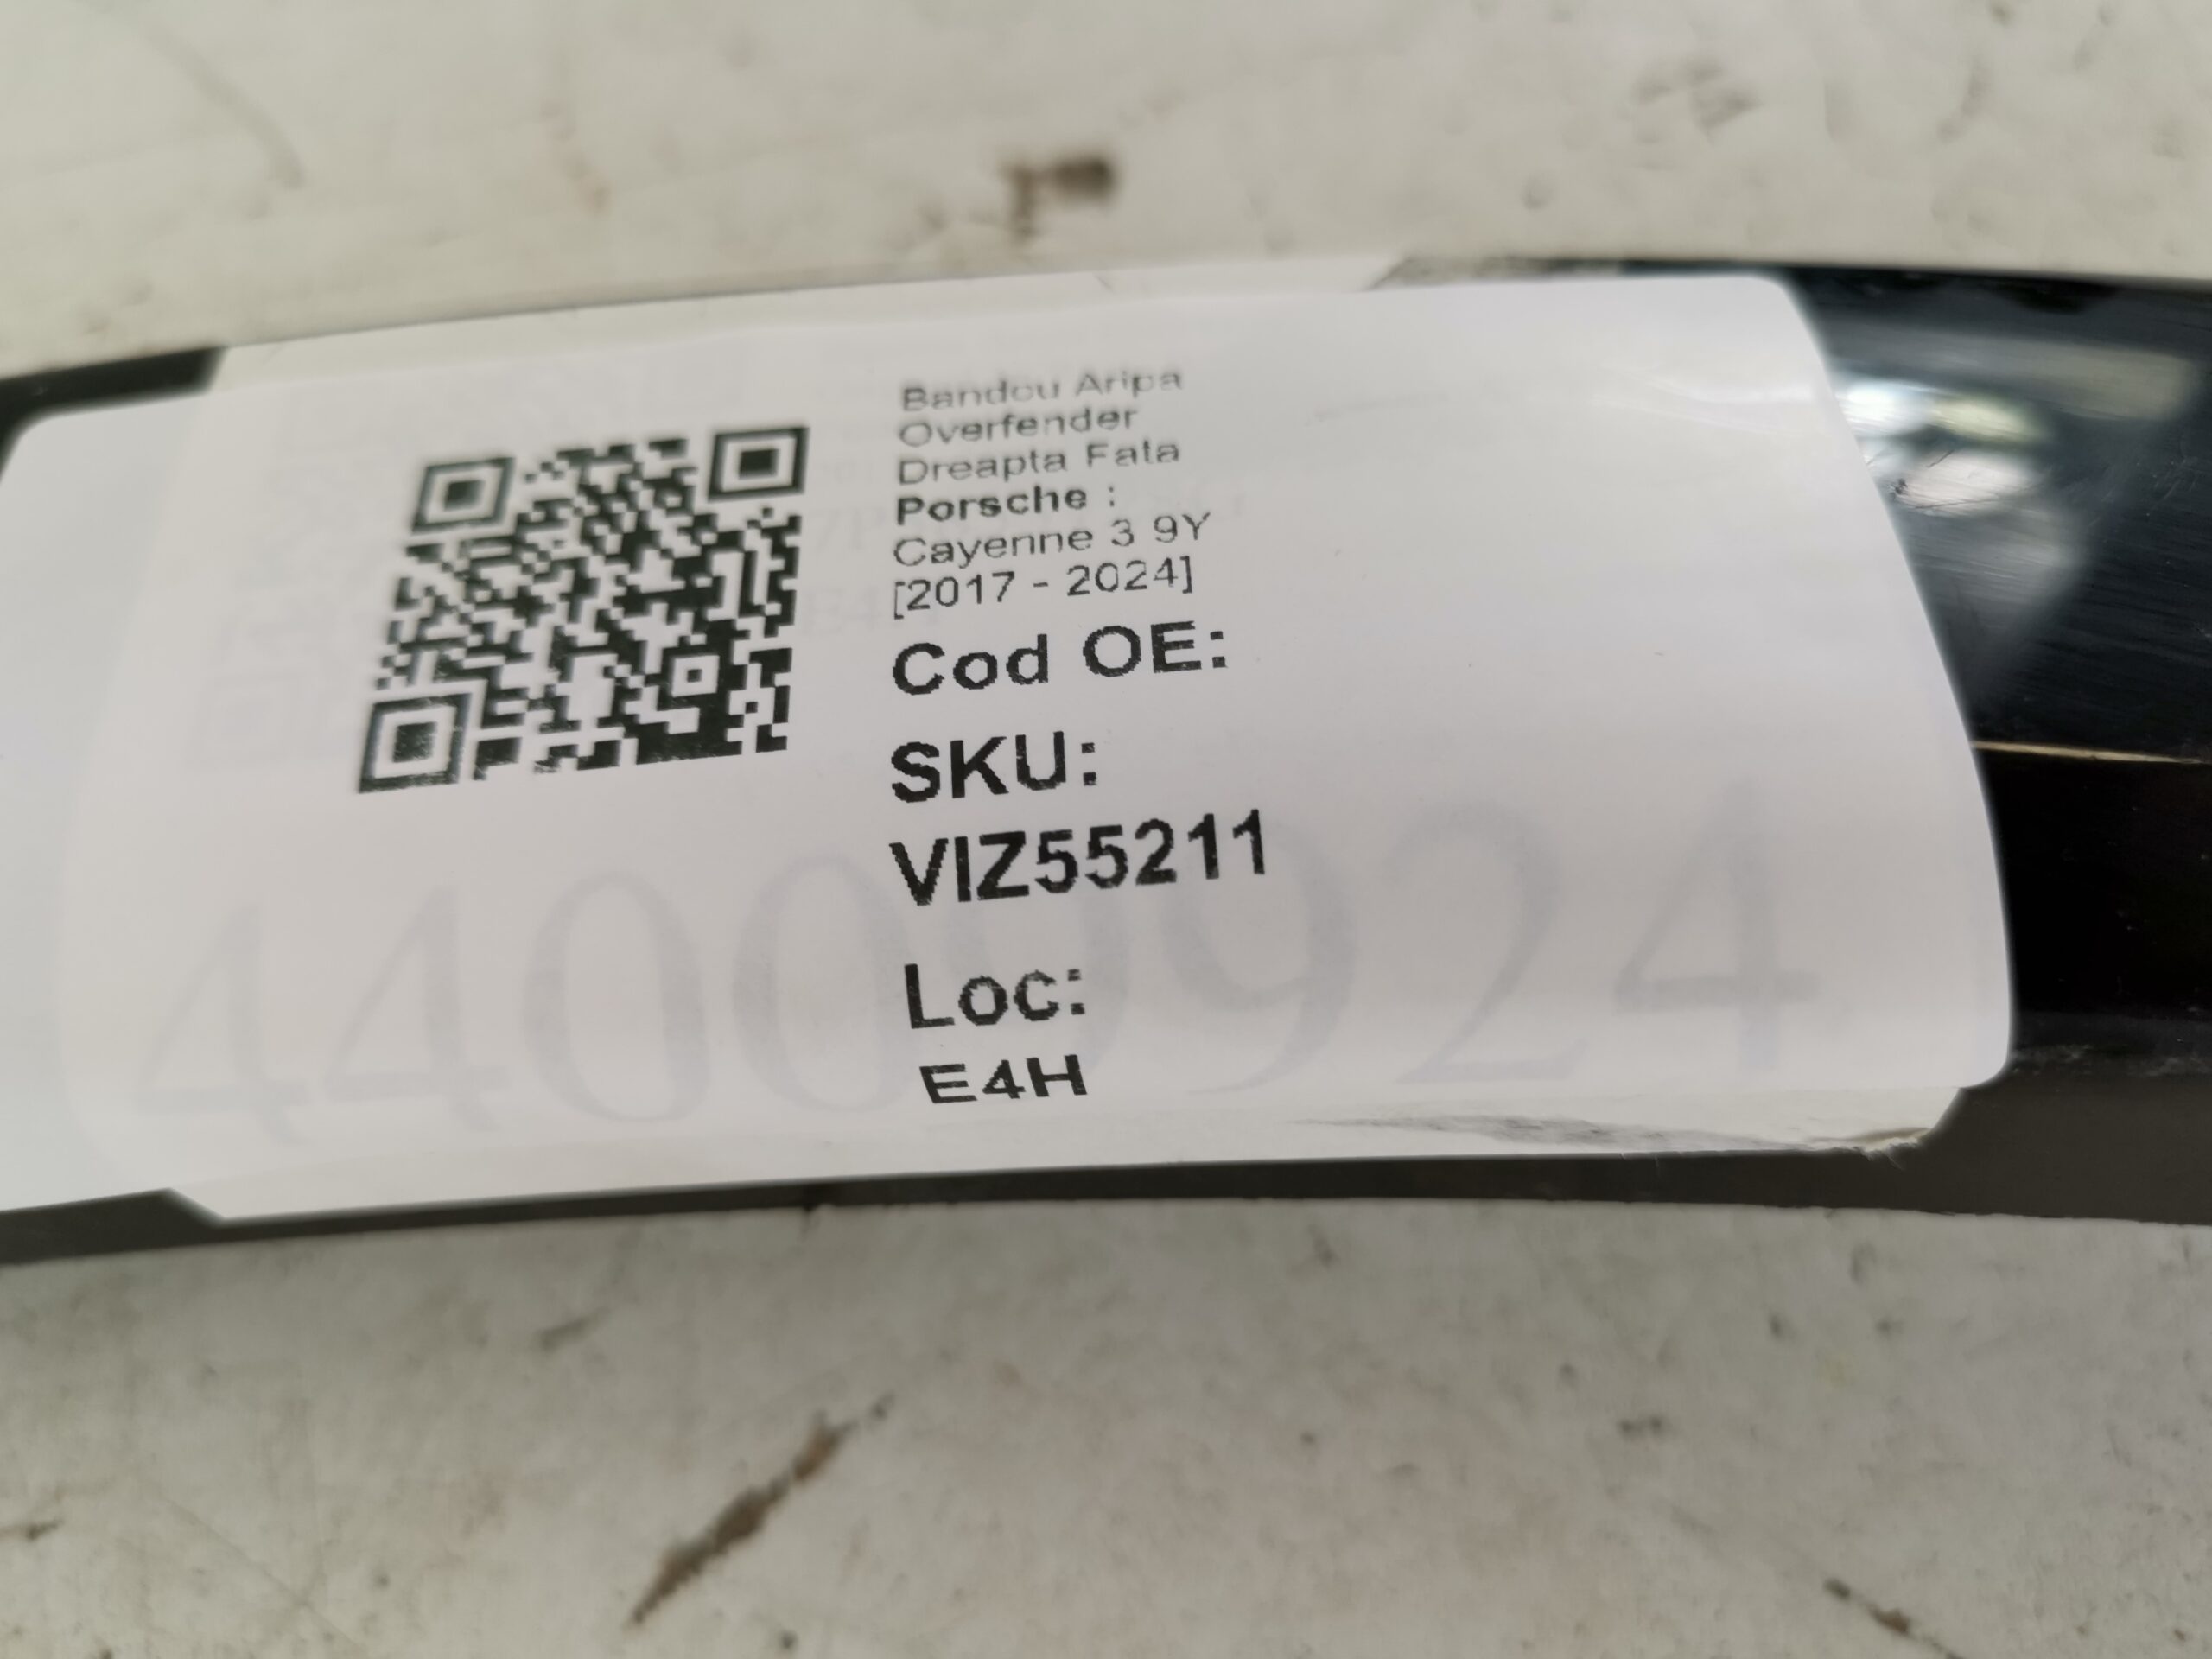 Bandou Aripa
Overfender
Dreapta Fata
Porsche :
Cayenne 3 9Y
[2017 - 2024]
Cod OE:
SKU:
VIZ55211
Loc:
E4H
4400924